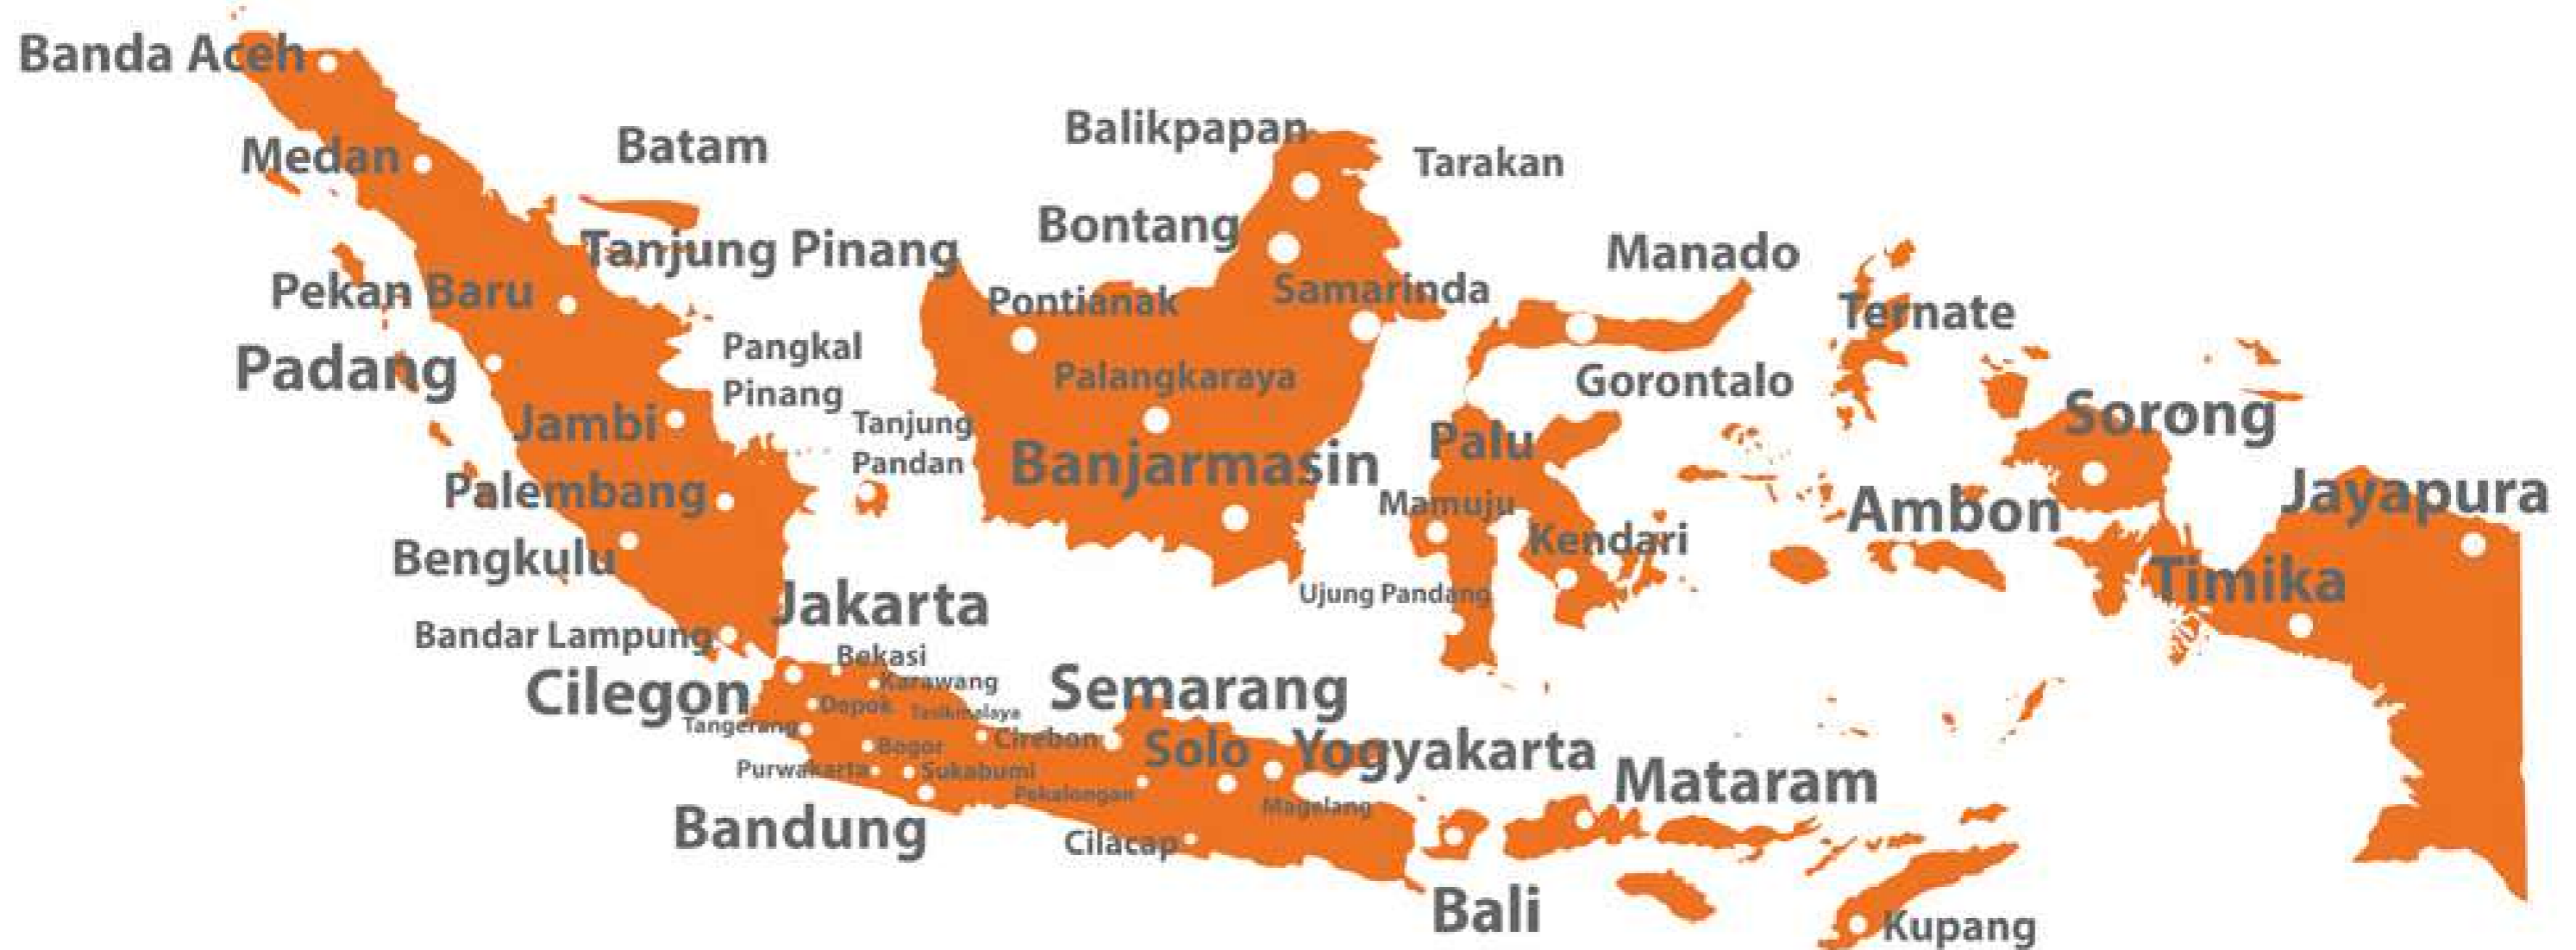 Banda Aceh
Medan
Batam
Balikpapan
Tarakan
Bontang
Tanjung Pinang
Manado
Pekan Baru
Pontianak
Samarinda
Ternate
Padang
Pangkal
Pinang
Palangkaraya
Gorontalo
Jambi
Tanjung
Pandan
Banjarmasin
Palu
Sorong
Palembang
Mamuju
Ambon
Jayapura
Bengkulu
Kendari
Timika
Ujung Pandang
Jakarta
Bandar Lampung
Bekasi
Karawang
Cilegon
Depok
Tasikmalaya
Semarang
Tangerang
Bogor
Cirebon
Solo
Yogyakarta
Purwakarta
Sukabumi
Pekalongan
Mataram
Magelang
Bandung
Cilacap
Bali
Kupang